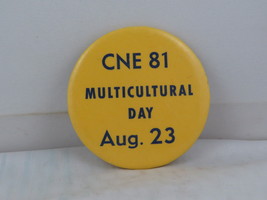 CNE 81
MULTICULTURAL
DAY
Aug. 23